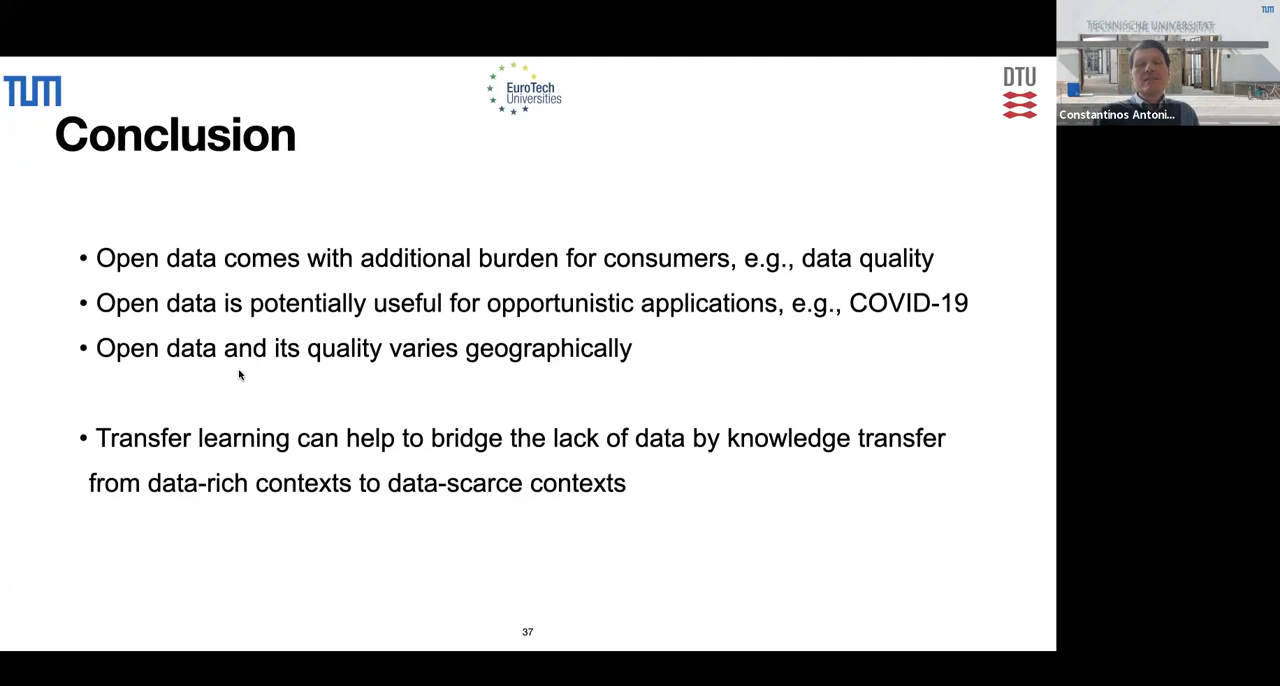 TUM
EuroTech
Universities
DTU
Conclusion
• Open data comes with additional burden for consumers, e.g., data quality
• Open data is potentially useful for opportunistic applications, e.g., COVID-19
• Open data and its quality varies geographically
• Transfer learning can help to bridge the lack of data by knowledge transfer
from data-rich contexts to data-scarce contexts
37
TUM
TECHNISCHE UNIVERSITÄT
Constantinos Antoni...